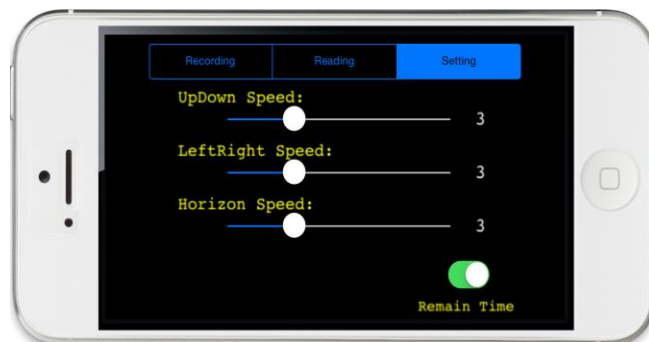 Recording Reading Setting
UpDown Speed:
3
LeftRight Speed:
3
Horizon Speed:
3
Remain Time